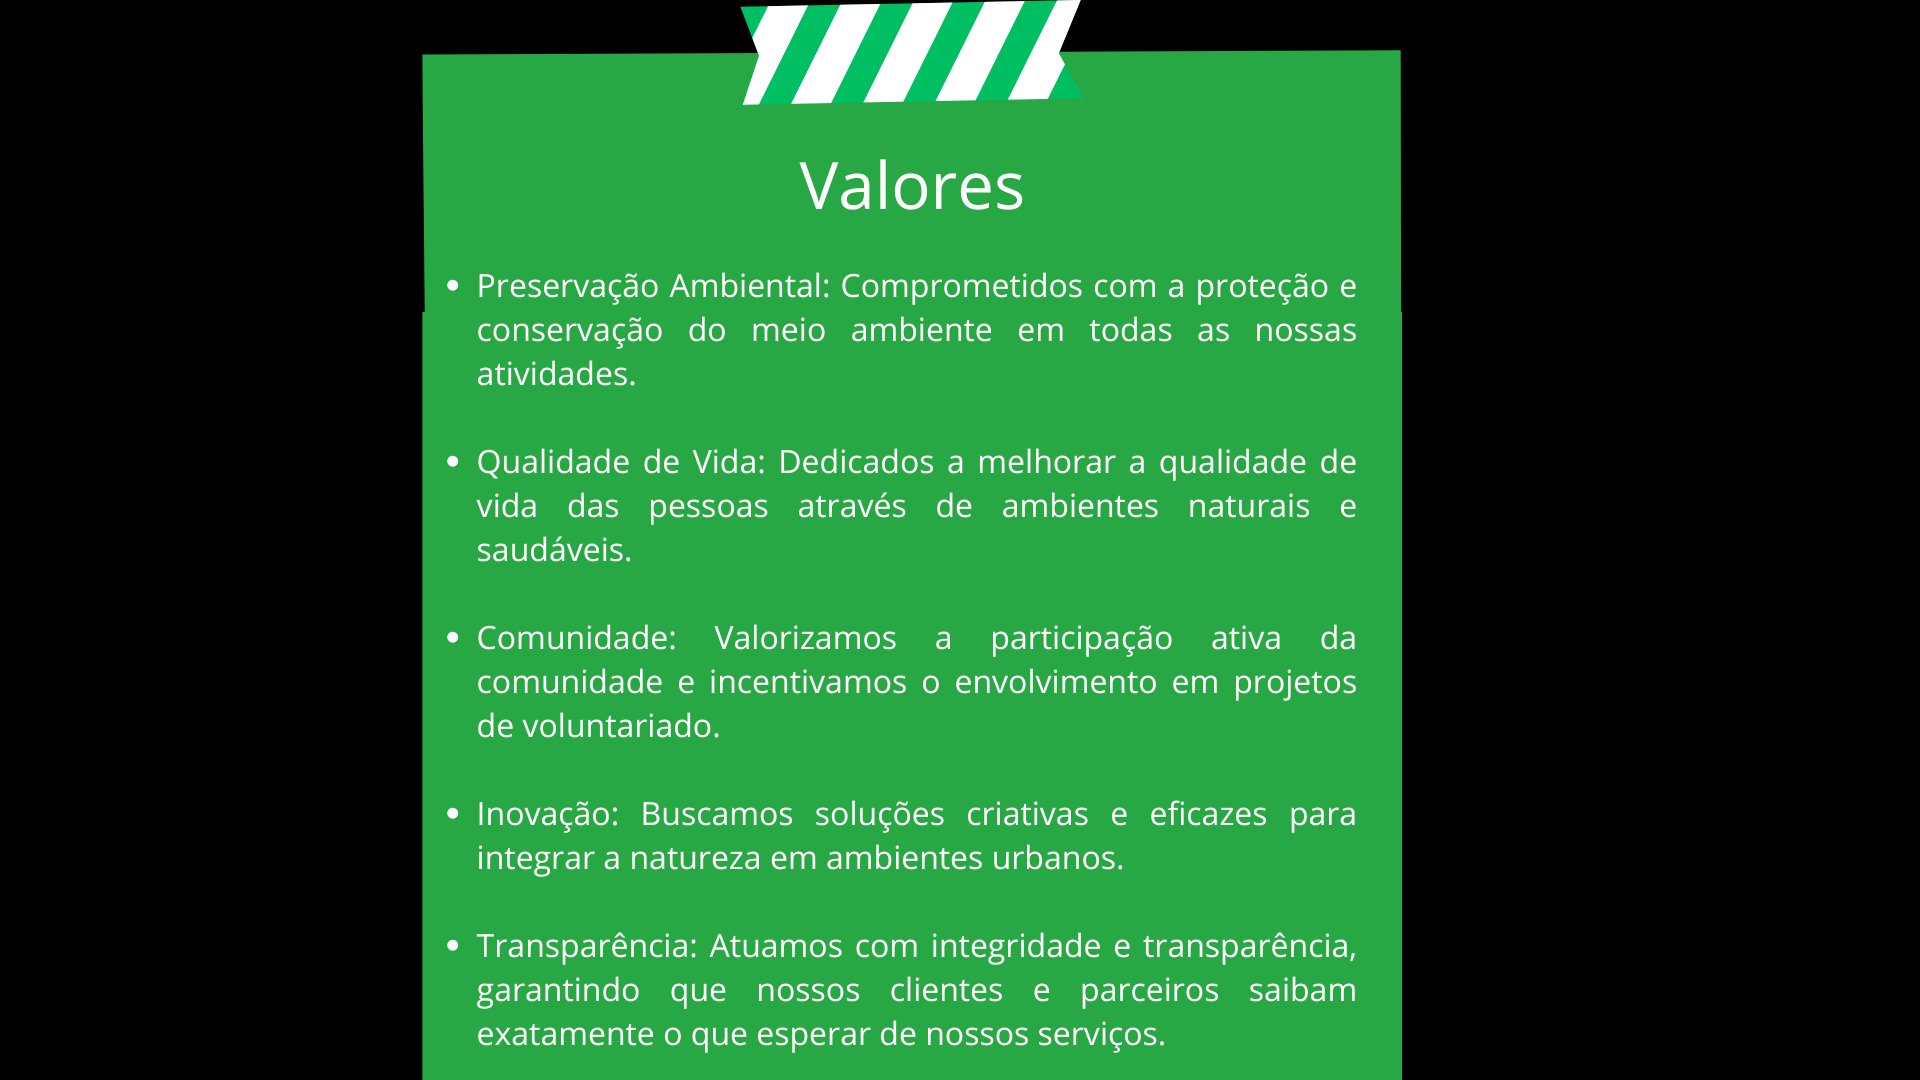 Valores
• Preservação Ambiental: Comprometidos com a proteção e
conservação do meio ambiente em todas as nossas
atividades.
• Qualidade de Vida: Dedicados a melhorar a qualidade de
vida das pessoas através de ambientes naturais e
saudáveis.
• Comunidade: Valorizamos a participação ativa da
comunidade e incentivamos o envolvimento em projetos
de voluntariado.
• Inovação: Buscamos soluções criativas e eficazes para
integrar a natureza em ambientes urbanos.
• Transparência: Atuamos com integridade e transparência,
garantindo que nossos clientes e parceiros saibam
exatamente o que esperar de nossos serviços.